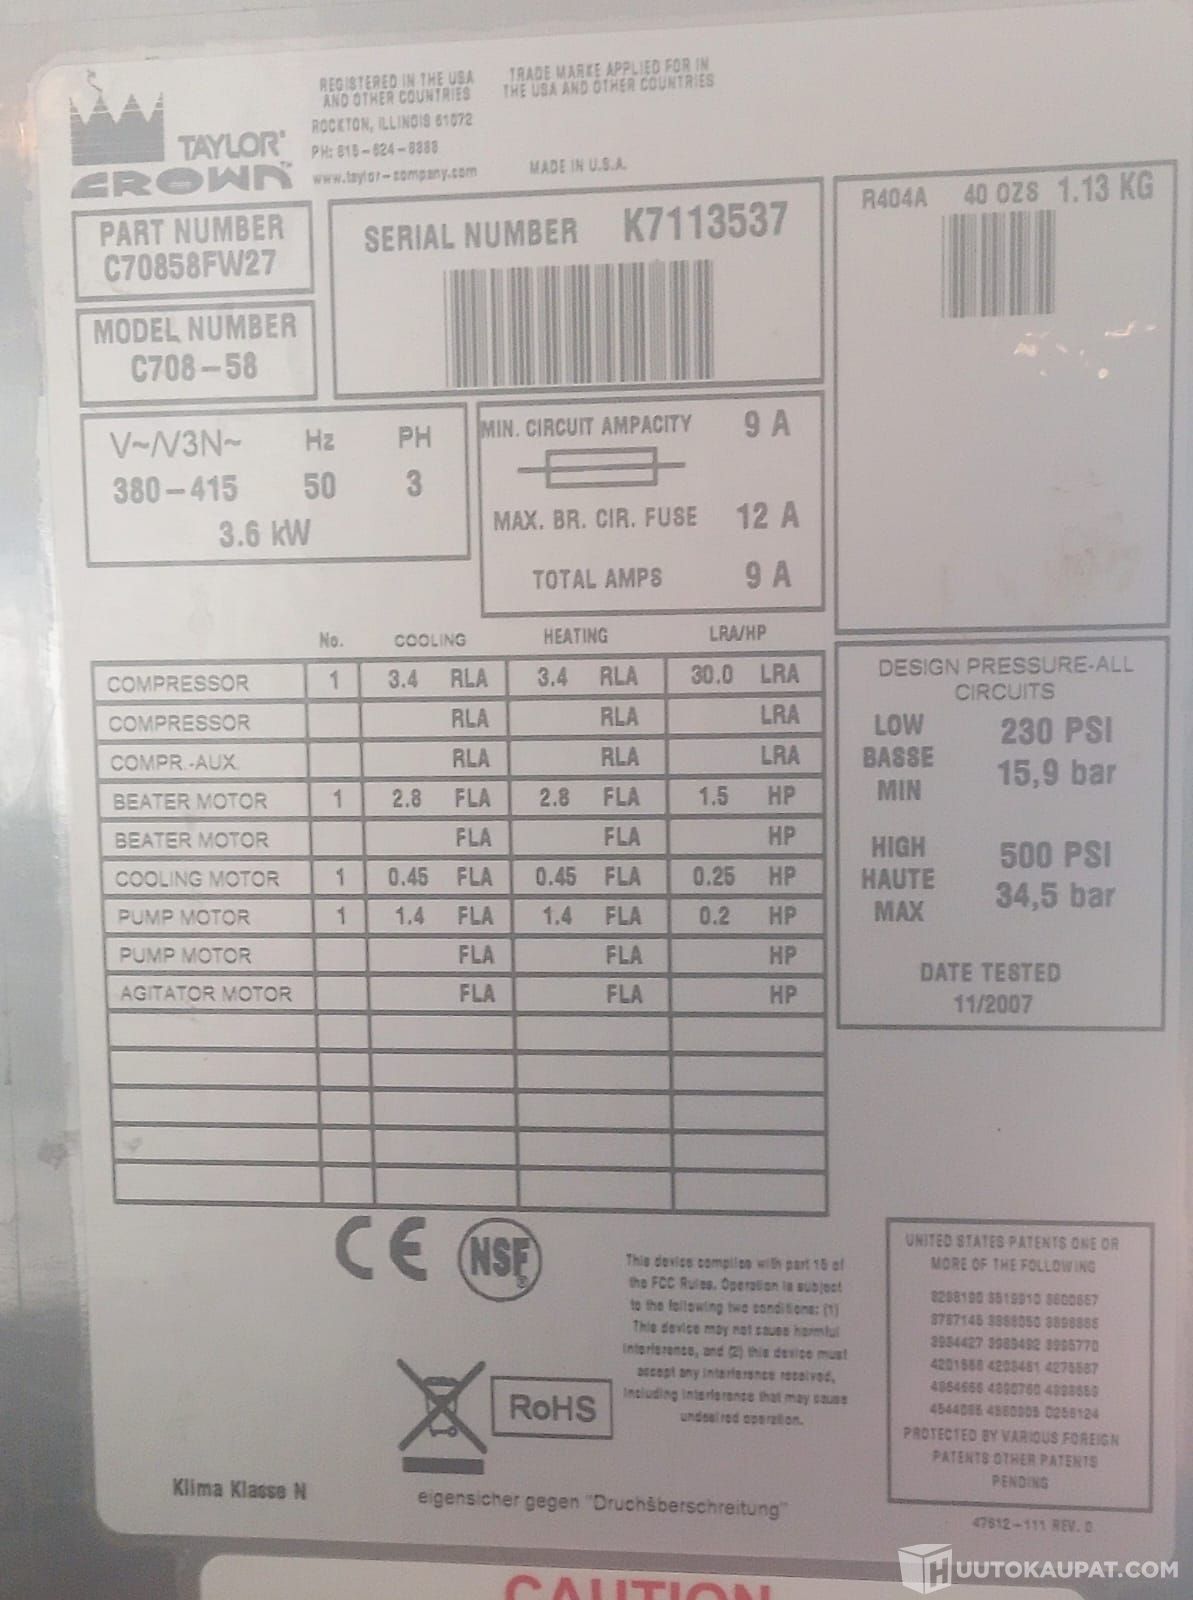 TAYLOR®
CROWN™
REGISTERED IN THE USA
AND OTHER COUNTRIES
ROCKTON, ILLINOIS 61072
PH: 815-624-8333
www.taylor-company.com
TRADE MARKE APPLIED FOR IN
THE USA AND OTHER COUNTRIES
MADE IN U.S.A.
PART NUMBER
C70858FW27
SERIAL NUMBER K7113537
R404A 40 OZS 1.13 KG
MODEL NUMBER
C708-58
V~/V3N~ Hz PH
380-415 50 3
3.6 kW
MIN. CIRCUIT AMPACITY 9 A
MAX. BR. CIR. FUSE 12 A
TOTAL AMPS 9 A
No. COOLING HEATING LRA/HP
COMPRESSOR 1 3.4 RLA 3.4 RLA 30.0 LRA
COMPRESSOR RLA RLA LRA
COMPR.-AUX. RLA RLA LRA
BEATER MOTOR 1 2.8 FLA 2.8 FLA 1.5 HP
BEATER MOTOR FLA FLA HP
COOLING MOTOR 1 0.45 FLA 0.45 FLA 0.25 HP
PUMP MOTOR 1 1.4 FLA 1.4 FLA 0.2 HP
PUMP MOTOR FLA FLA HP
AGITATOR MOTOR FLA FLA HP
DESIGN PRESSURE-ALL
CIRCUITS
LOW
BASSE
MIN
230 PSI
15,9 bar
HIGH
HAUTE
MAX
500 PSI
34,5 bar
DATE TESTED
11/2007
CE NSF®
This device complies with part 15 of
the FCC Rules. Operation is subject
to the following two conditions: (1)
This device may not cause harmful
interference, and (2) this device must
accept any interference received,
including interference that may cause
undesired operation.
RoHS
Klima Klasse N
eigensicher gegen "Druchšberschreitung"
UNITED STATES PATENTS ONE OR
MORE OF THE FOLLOWING
PROTECTED BY VARIOUS FOREIGN
PATENTS OTHER PATENTS
PENDING
47612-111 REV. 0
CAUTION
HUUTOKAUPAT.COM